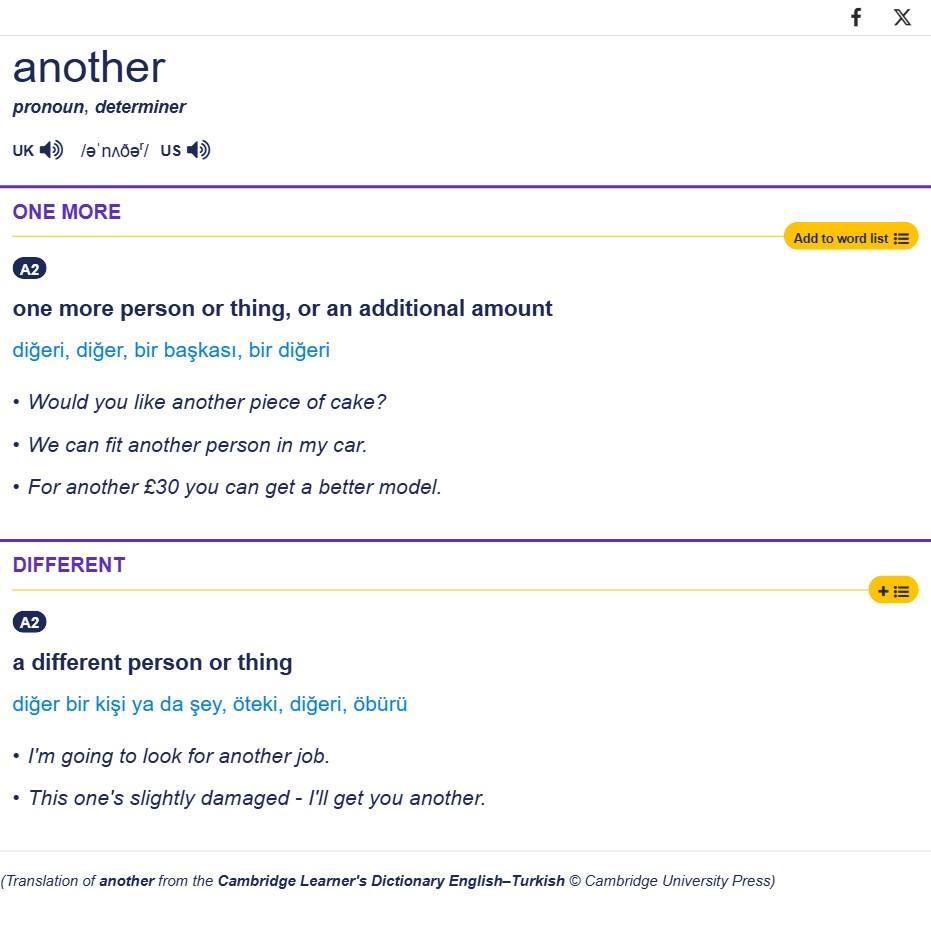 another
pronoun, determiner
UK /əˈnʌðəʳ/ US
ONE MORE
Add to word list
A2
one more person or thing, or an additional amount
diğeri, diğer, bir başkası, bir diğeri
• Would you like another piece of cake?
• We can fit another person in my car.
• For another £30 you can get a better model.
DIFFERENT
+
A2
a different person or thing
diğer bir kişi ya da şey, öteki, diğeri, öbürü
• I'm going to look for another job.
• This one's slightly damaged - I'll get you another.
(Translation of another from the Cambridge Learner's Dictionary English–Turkish © Cambridge University Press)